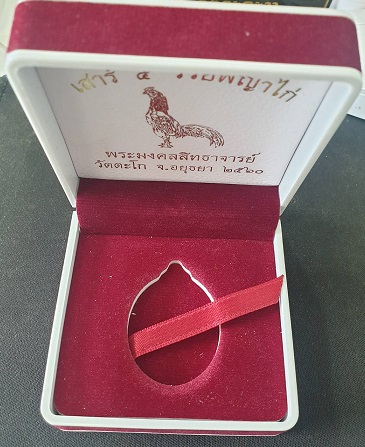 เสาร์ ๕ ... พญาไก่
พระมงคลสิทธาจารย์
วัดตะโก จ.อยุธยา ๒๕๖๐